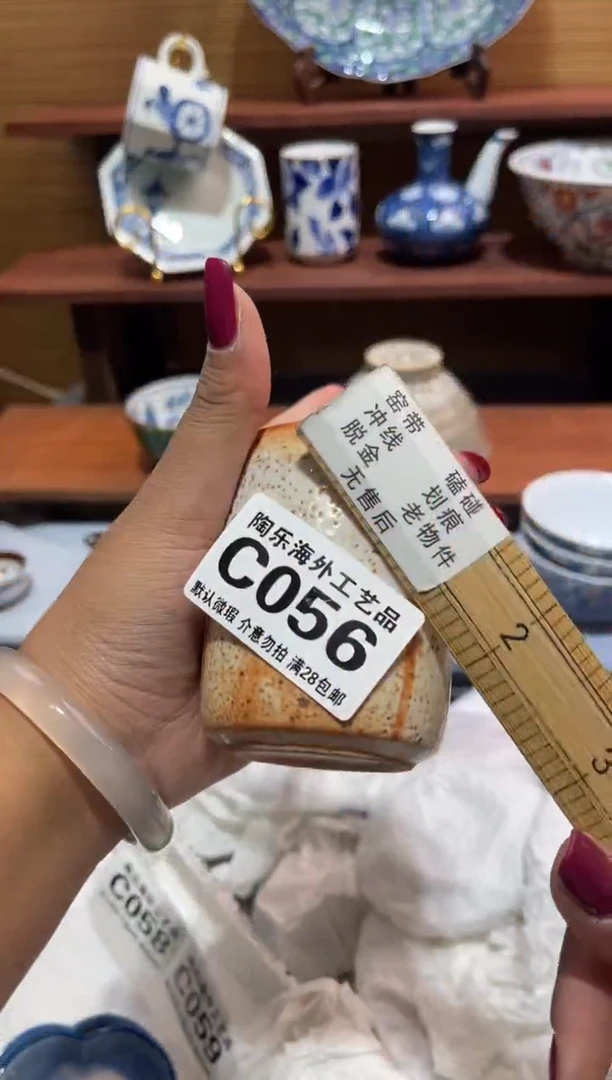 窑带 磕碰
冲线 划痕
脱金 老物件
无售后
陶乐海外工艺品
C056
默认微瑕 介意勿拍 满28包邮
2
3
C058
C059